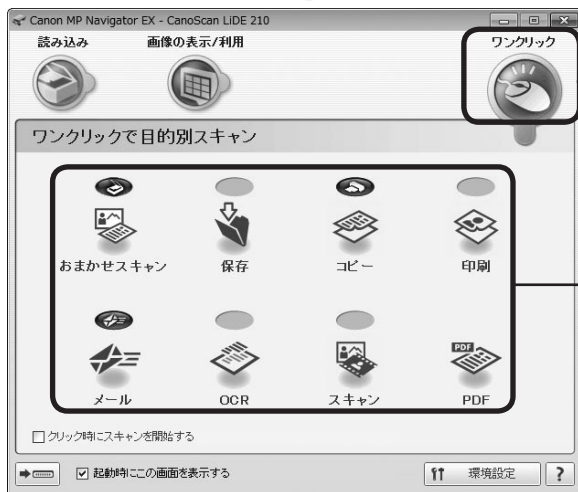 Canon MP Navigator EX - CanoScan LiDE 210
読み込み 画像の表示/利用 ワンクリック
ワンクリックで目的別スキャン
おまかせスキャン 保存 コピー 印刷
PDF
メール OCR スキャン PDF
クリック時にスキャンを開始する
起動時にこの画面を表示する 環境設定 ?